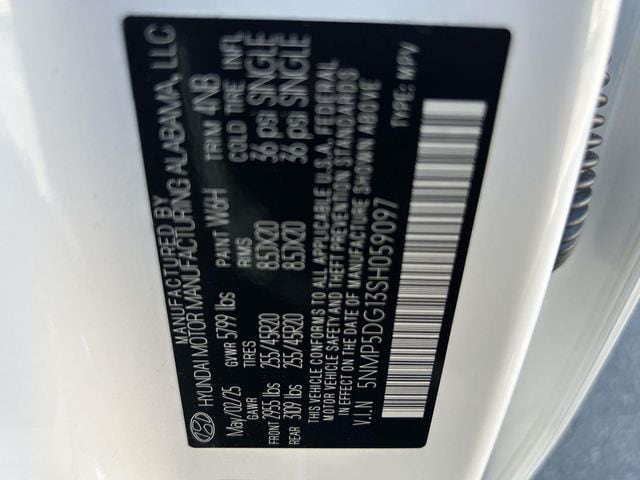 MANUFACTURED BY
HYUNDAI MOTOR MANUFACTURING ALABAMA, LLC
May/02/25 GVWR 5799 lbs PAINT W6H TRIM 4NB
GAWR TIRES RIMS COLD TIRE INFL
FRONT 2955 lbs 255/45R20 8.5JX20 36 psi SINGLE
REAR 3109 lbs 255/45R20 8.5JX20 36 psi SINGLE
THIS VEHICLE CONFORMS TO ALL APPLICABLE U.S.A. FEDERAL
MOTOR VEHICLE SAFETY AND THEFT PREVENTION STANDARDS
IN EFFECT ON THE DATE OF MANUFACTURE SHOWN ABOVE
V.I.N 5NMP5DG13SH059097 TYPE: MPV